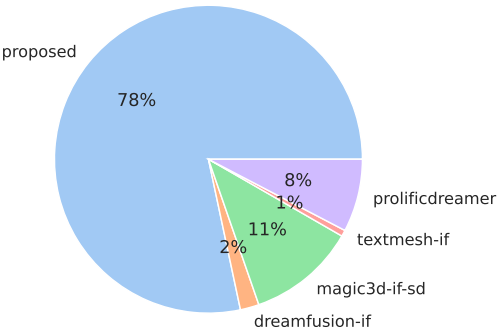 proposed
78%
8%
prolificdreamer
1%
textmesh-if
11%
2%
magic3d-if-sd
dreamfusion-if